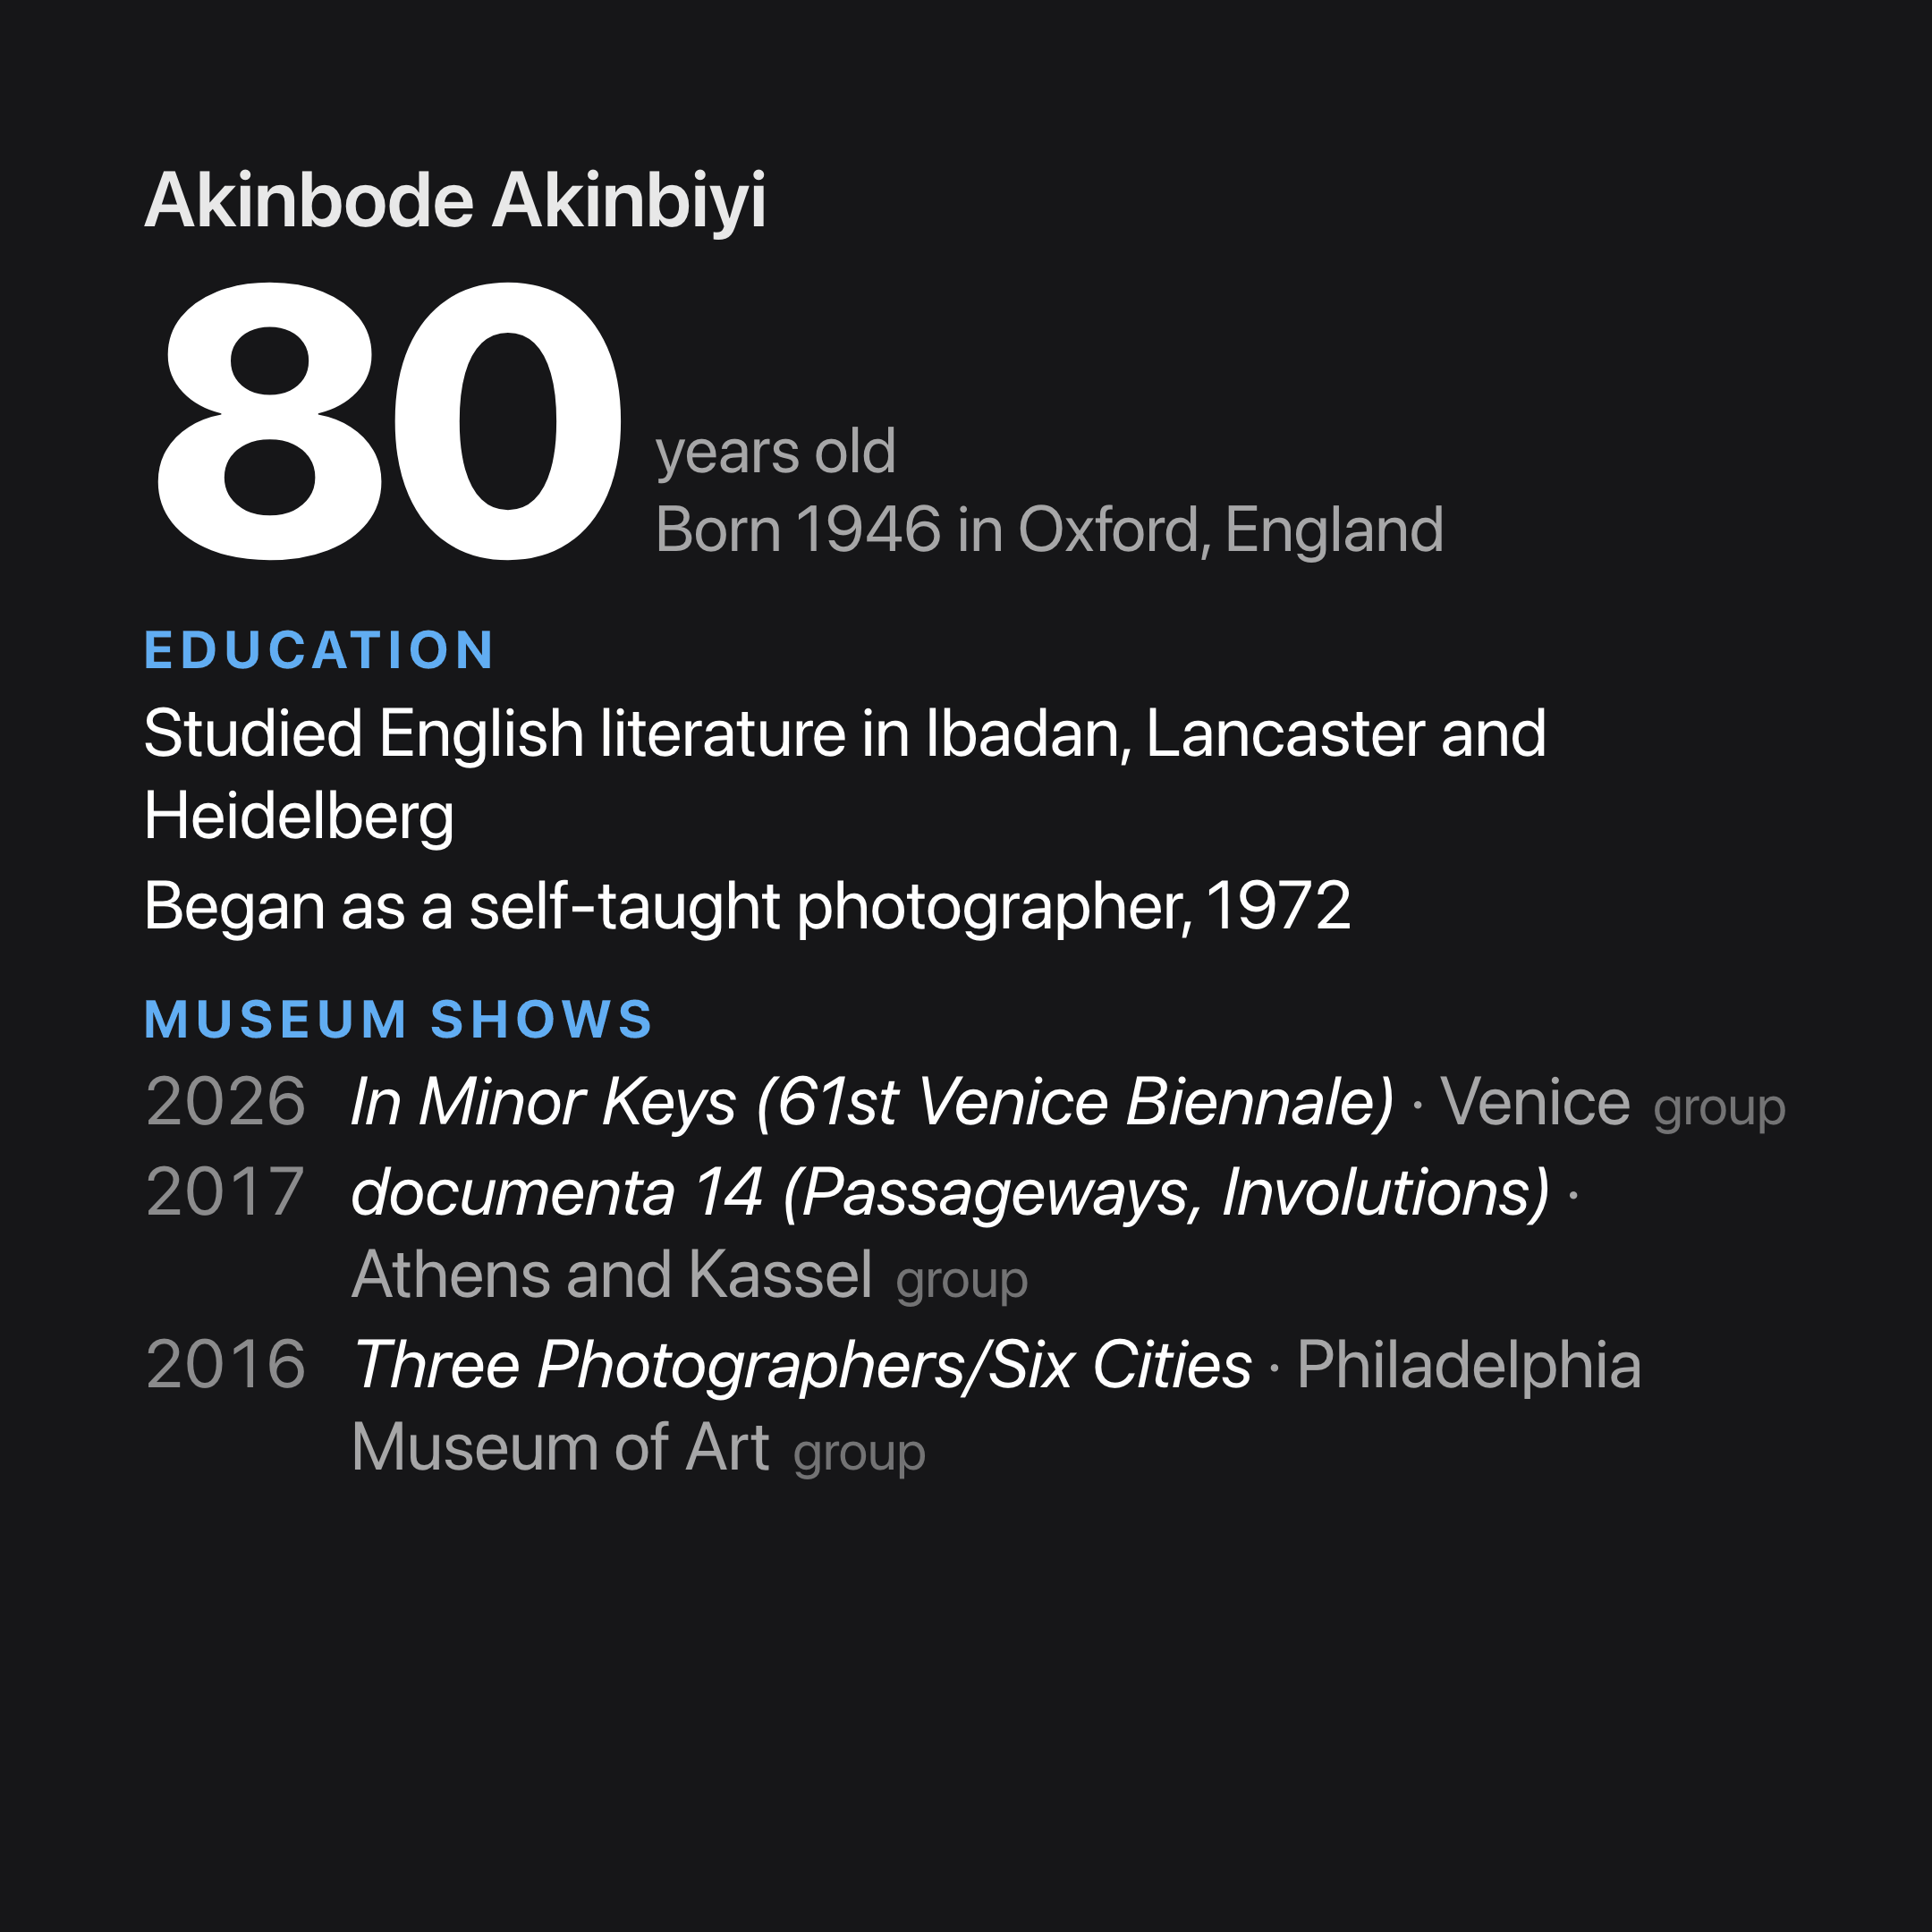 Akinbode Akinbiyi
80
years old
Born 1946 in Oxford, England
EDUCATION
Studied English literature in Ibadan, Lancaster and
Heidelberg
Began as a self-taught photographer, 1972
MUSEUM SHOWS
2026 In Minor Keys (61st Venice Biennale) · Venice group
2017 documenta 14 (Passageways, Involutions) ·
Athens and Kassel group
2016 Three Photographers/Six Cities · Philadelphia
Museum of Art group